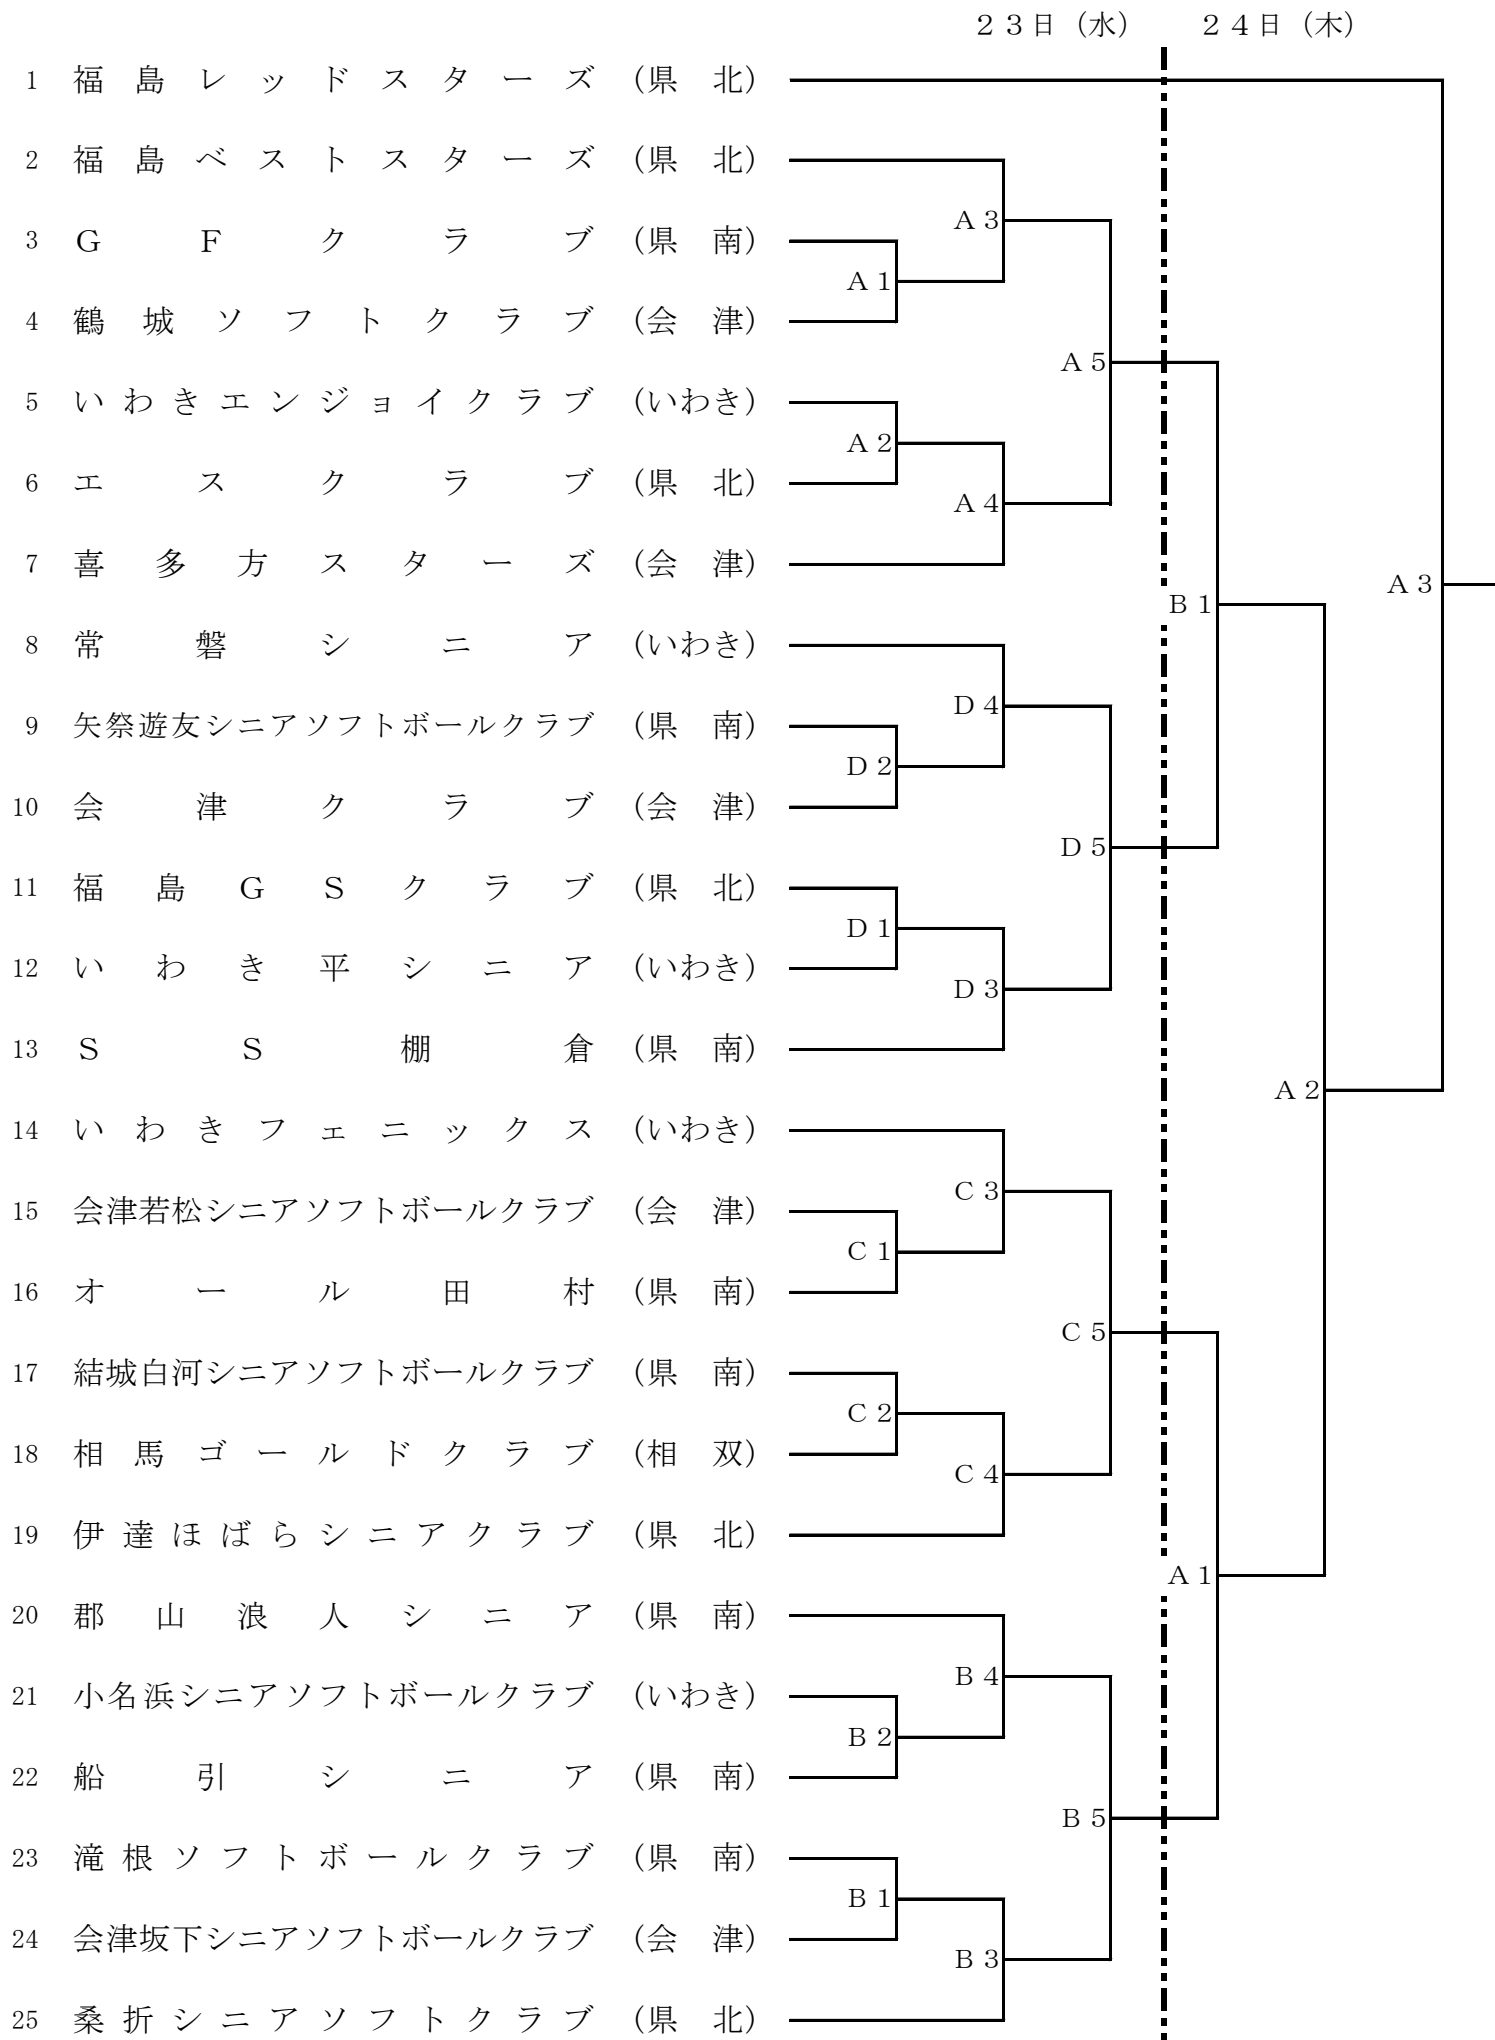 ２３日（水） ２４日（木）
1 福島レッドスターズ（県 北）
2 福島ベストスターズ（県 北）
A３
3 ＧＦクラブ（県 南）
A１
4 鶴城ソフトクラブ（会 津）
A５
5 いわきエンジョイクラブ（いわき）
A２
6 エスクラブ（県 北）
A４
7 喜多方スターズ（会 津）
A３
B１
8 常磐シニア（いわき）
D４
9 矢祭遊友シニアソフトボールクラブ（県 南）
D２
10 会津クラブ（会 津）
D５
11 福島ＧＳクラブ（県 北）
D１
12 いわき平シニア（いわき）
D３
13 ＳＳ棚倉（県 南）
A２
14 いわきフェニックス（いわき）
C３
15 会津若松シニアソフトボールクラブ（会 津）
C１
16 オール田村（県 南）
C５
17 結城白河シニアソフトボールクラブ（県 南）
C２
18 相馬ゴールドクラブ（相 双）
C４
19 伊達ほばらシニアクラブ（県 北）
A１
20 郡山浪人シニア（県 南）
B４
21 小名浜シニアソフトボールクラブ（いわき）
B２
22 船引シニア（県 南）
B５
23 滝根ソフトボールクラブ（県 南）
B１
24 会津坂下シニアソフトボールクラブ（会 津）
B３
25 桑折シニアソフトクラブ（県 北）